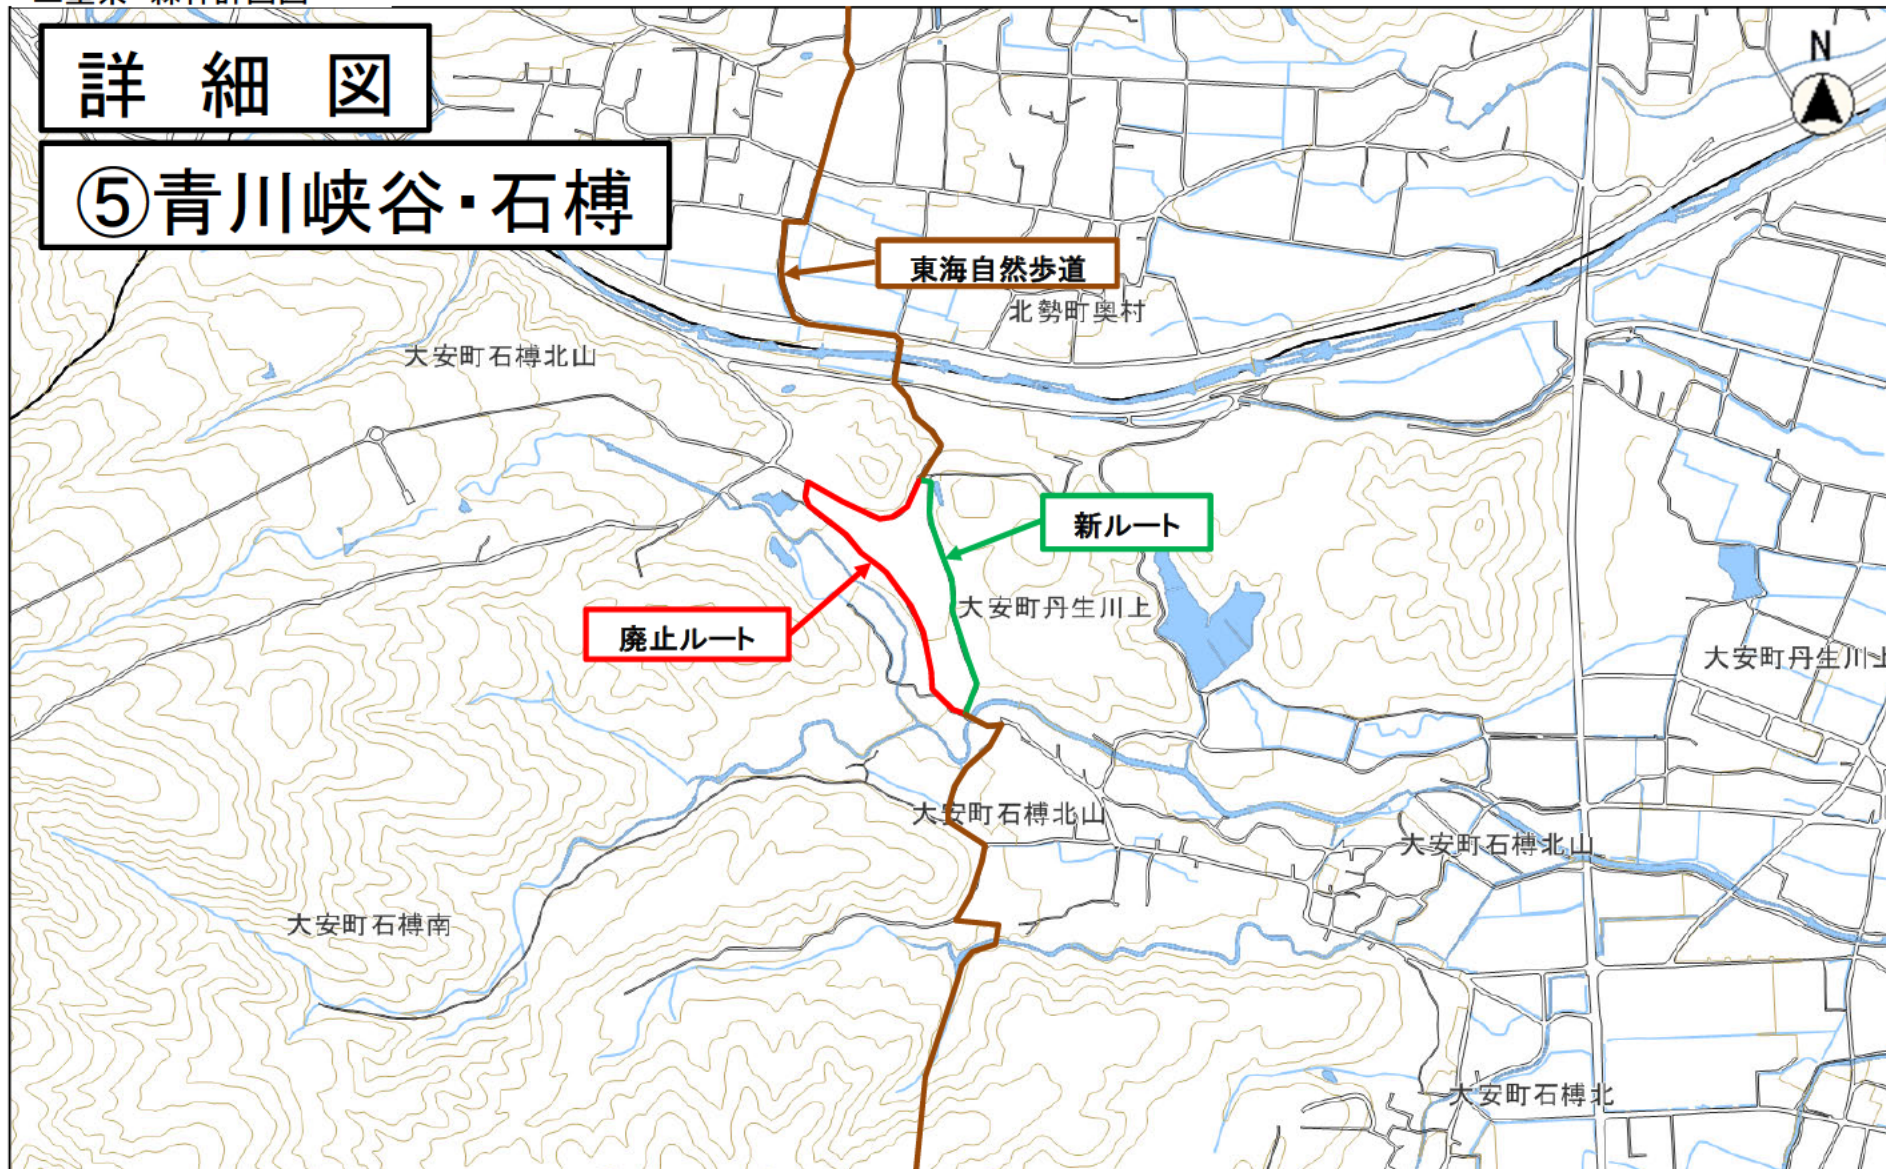 詳細図
N
⑤青川峡谷・石榑
東海自然歩道
北勢町奥村
大安町石榑北山
新ルート
大安町丹生川上
廃止ルート
大安町丹生川上
大安町石榑北山
大安町石榑北山
大安町石榑南
大安町石榑北